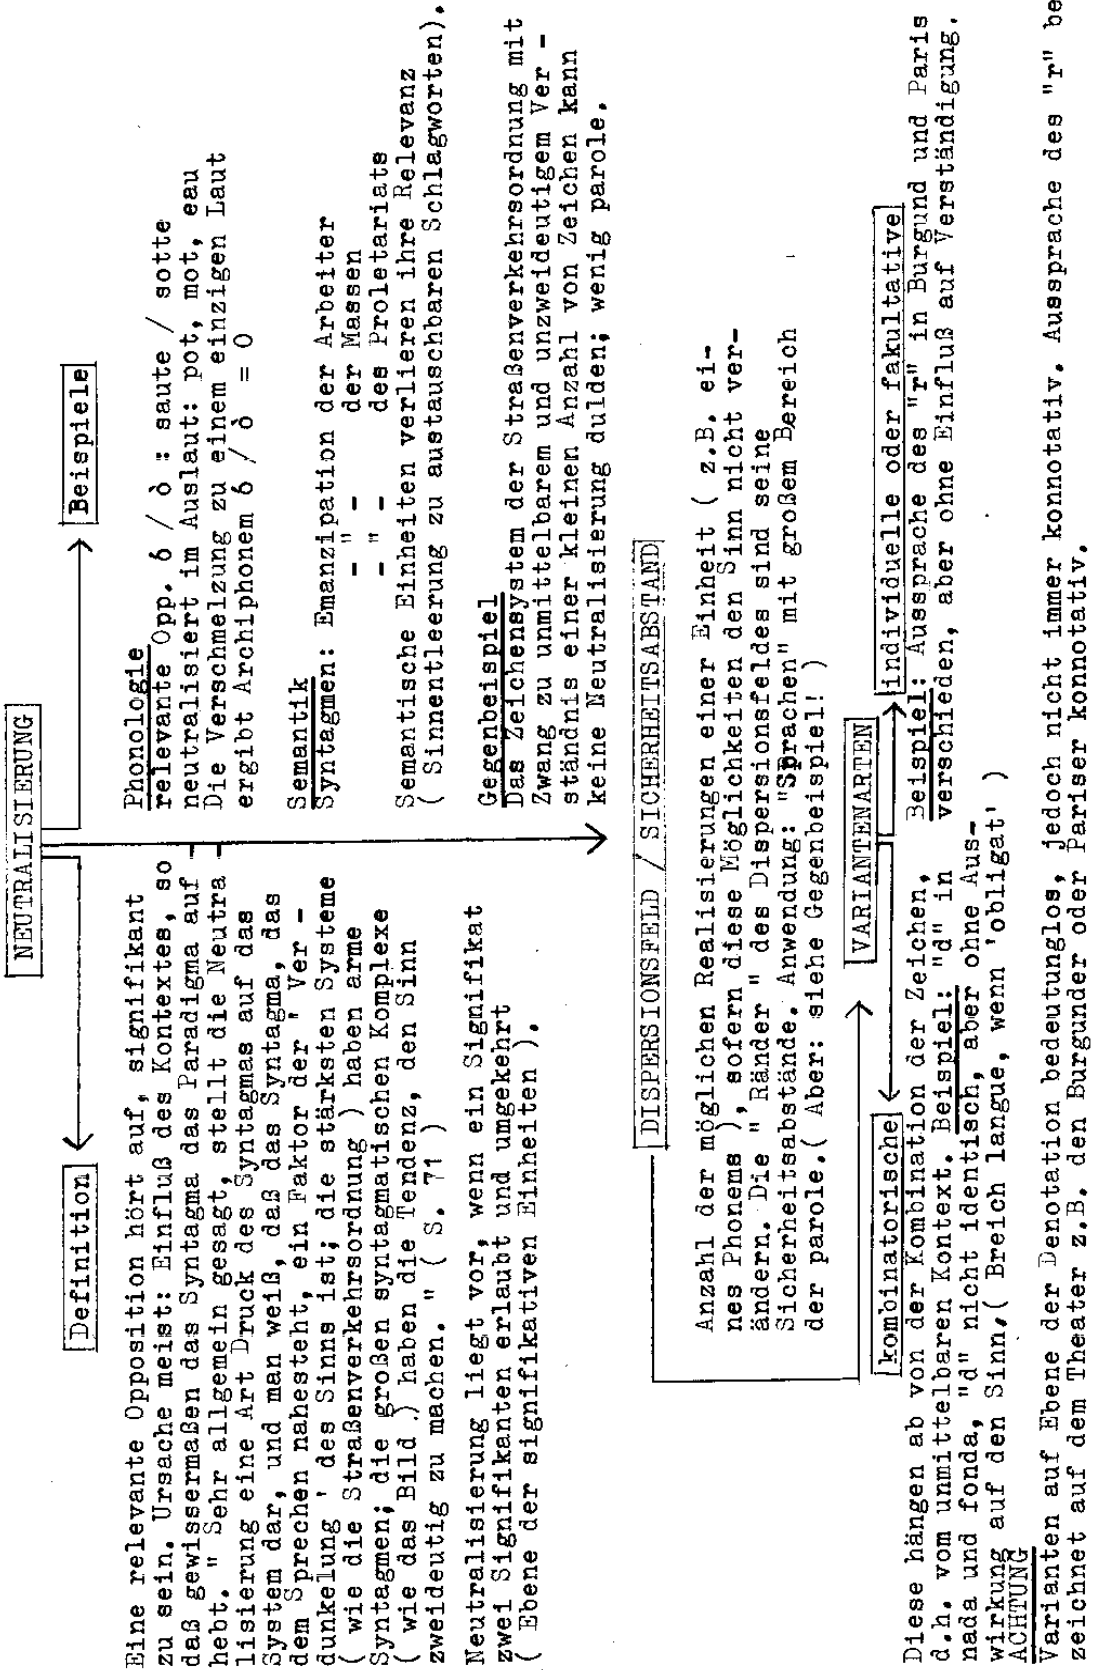 NEUTRALISIERUNG
Definition
Eine relevante Opposition hört auf, signifikant
zu sein. Ursache meist: Einfluß des Kontextes, so
daß gewissermaßen das Syntagma das Paradigma auf -
hebt. " Sehr allgemein gesagt, stellt die Neutra -
lisierung eine Art Druck des Syntagmas auf das
System dar, und man weiß, daß das Syntagma, das
dem Sprechen nahesteht, ein Faktor der ' Ver -
dunkelung ' des Sinns ist; die stärksten Systeme
( wie die Straßenverkehrsordnung ) haben arme
Syntagmen; die großen syntagmatischen Komplexe
( wie das Bild ) haben die Tendenz, den Sinn
zweideutig zu machen. " ( S. 71 )
Neutralisierung liegt vor, wenn ein Signifikat
zwei Signifikanten erlaubt und umgekehrt
( Ebene der signifikativen Einheiten ).
Beispiele
Phonologie
relevante Opp. ó / ò : saute / sotte
neutralisiert im Auslaut: pot, mot, eau
Die Verschmelzung zu einem einzigen Laut
ergibt Archiphonem ó / ò = O
Semantik
Syntagmen: Emanzipation der Arbeiter
- " - der Massen
- " - des Proletariats
Semantische Einheiten verlieren ihre Relevanz
( Sinnentleerung zu austauschbaren Schlagworten).
Gegenbeispiel
Das Zeichensystem der Straßenverkehrsordnung mit
Zwang zu unmittelbarem und unzweideutigem Ver -
ständnis einer kleinen Anzahl von Zeichen kann
keine Neutralisierung dulden; wenig parole.
DISPERSIONSFELD / SICHERHEITSABSTAND
Anzahl der möglichen Realisierungen einer Einheit ( z.B. ei-
nes Phonems ), sofern diese Möglichkeiten den Sinn nicht ver-
ändern. Die " Ränder " des Dispersionsfeldes sind seine
Sicherheitsabstände. Anwendung: "Sprachen" mit großem Bereich
der parole.( Aber: siehe Gegenbeispiel! )
VARIANTENARTEN
kombinatorische
Diese hängen ab von der Kombination der Zeichen,
d.h. vom unmittelbaren Kontext. Beispiel: "d" in
nada und fonda, "d" nicht identisch, aber ohne Aus-
wirkung auf den Sinn.( Breich langue, wenn 'obligat' )
individuelle oder fakultative
Beispiel: Aussprache des "r" in Burgund und Paris
verschieden, aber ohne Einfluß auf Verständigung.
ACHTUNG
Varianten auf Ebene der Denotation bedeutunglos, jedoch nicht immer konnotativ. Aussprache des "r" be
zeichnet auf dem Theater z.B. den Burgunder oder Pariser konnotativ.